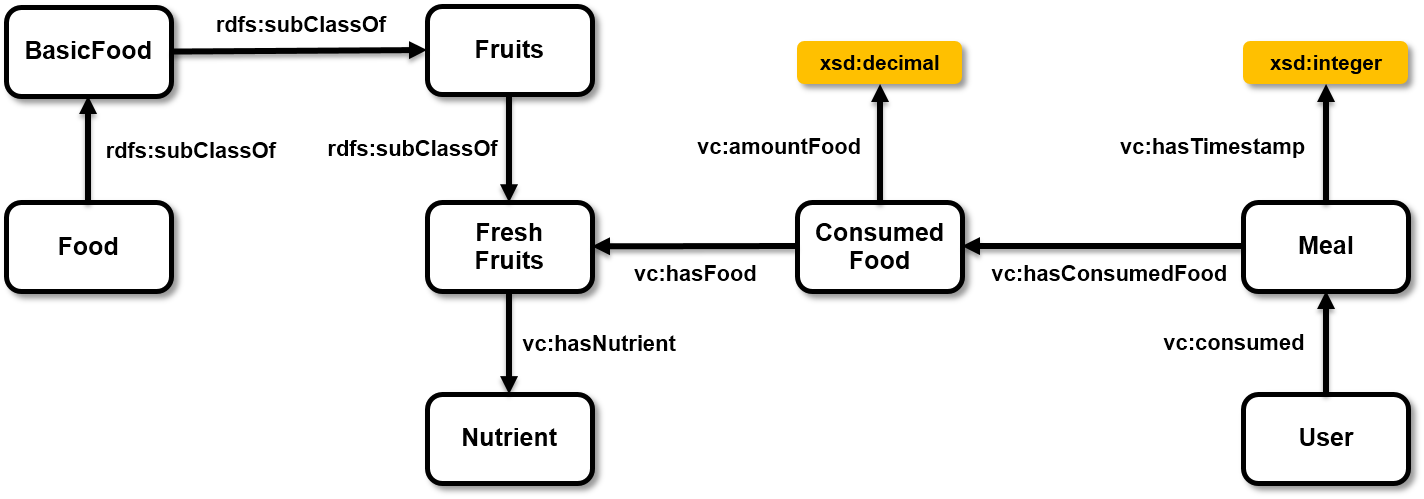 rdfs:subClassOf
BasicFood
Fruits
xsd:decimal
xsd:integer
rdfs:subClassOf
rdfs:subClassOf
vc:amountFood
vc:hasTimestamp
Food
Fresh
Fruits
Consumed
Food
Meal
vc:hasFood
vc:hasConsumedFood
vc:hasNutrient
vc:consumed
Nutrient
User